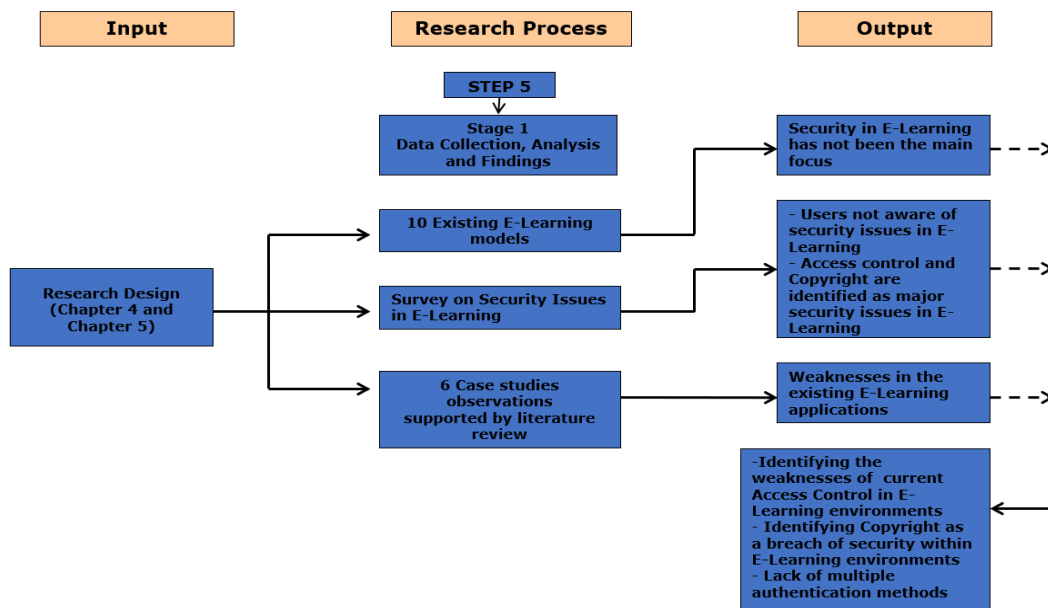 Input
Research Process
Output
STEP 5
Stage 1
Data Collection, Analysis
and Findings
Security in E-Learning
has not been the main
focus
10 Existing E-Learning
models
- Users not aware of
security issues in E-
Learning
- Access control and
Copyright are
identified as major
security issues in E-
Learning
Research Design
(Chapter 4 and
Chapter 5)
Survey on Security Issues
in E-Learning
6 Case studies
observations
supported by literature
review
Weaknesses in the
existing E-Learning
applications
-Identifying the
weaknesses of current
Access Control in E-
Learning environments
- Identifying Copyright as
a breach of security within
E-Learning environments
- Lack of multiple
authentication methods